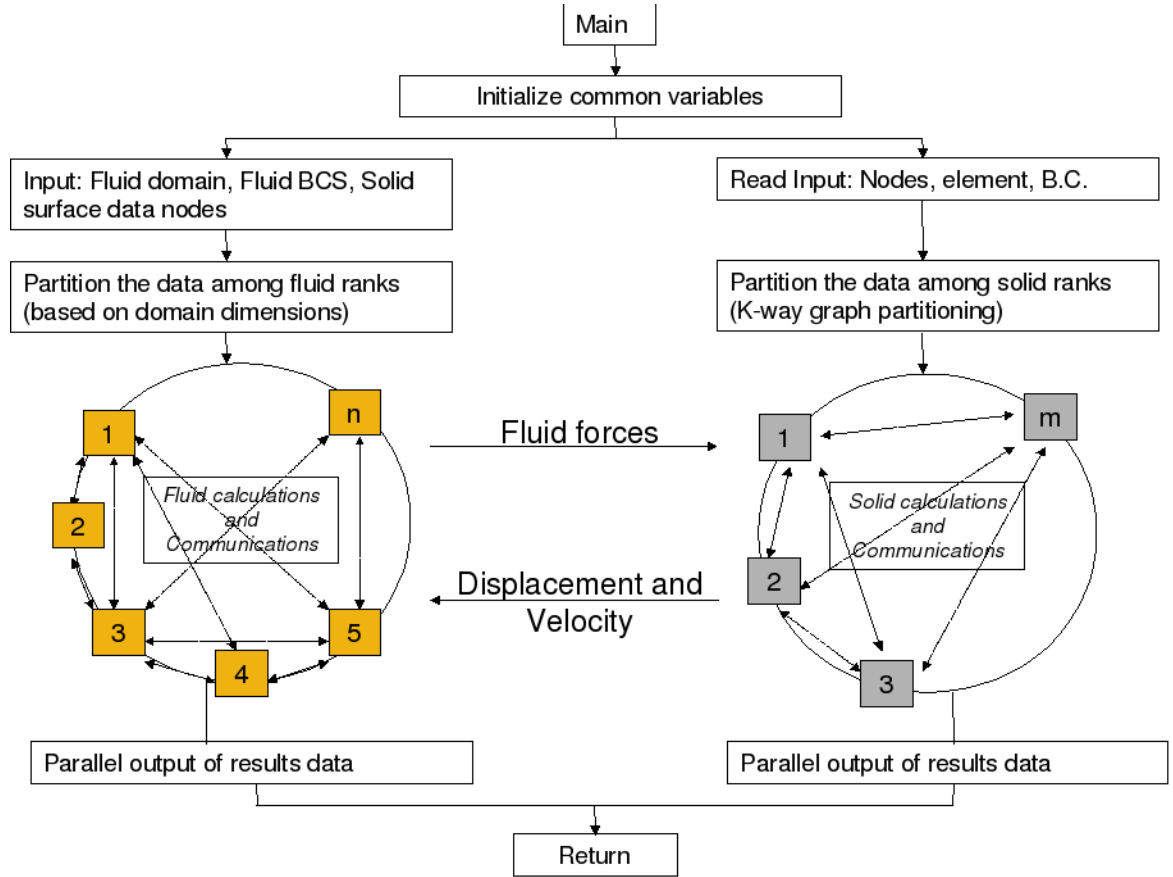 Main
Initialize common variables
Input: Fluid domain, Fluid BCS, Solid
surface data nodes
Read Input: Nodes, element, B.C.
Partition the data among fluid ranks
(based on domain dimensions)
Partition the data among solid ranks
(K-way graph partitioning)
1
n
2
3
4
5
Fluid calculations
and
Communications
Fluid forces
Displacement and
Velocity
1
m
2
3
Solid calculations
and
Communications
Parallel output of results data
Parallel output of results data
Return